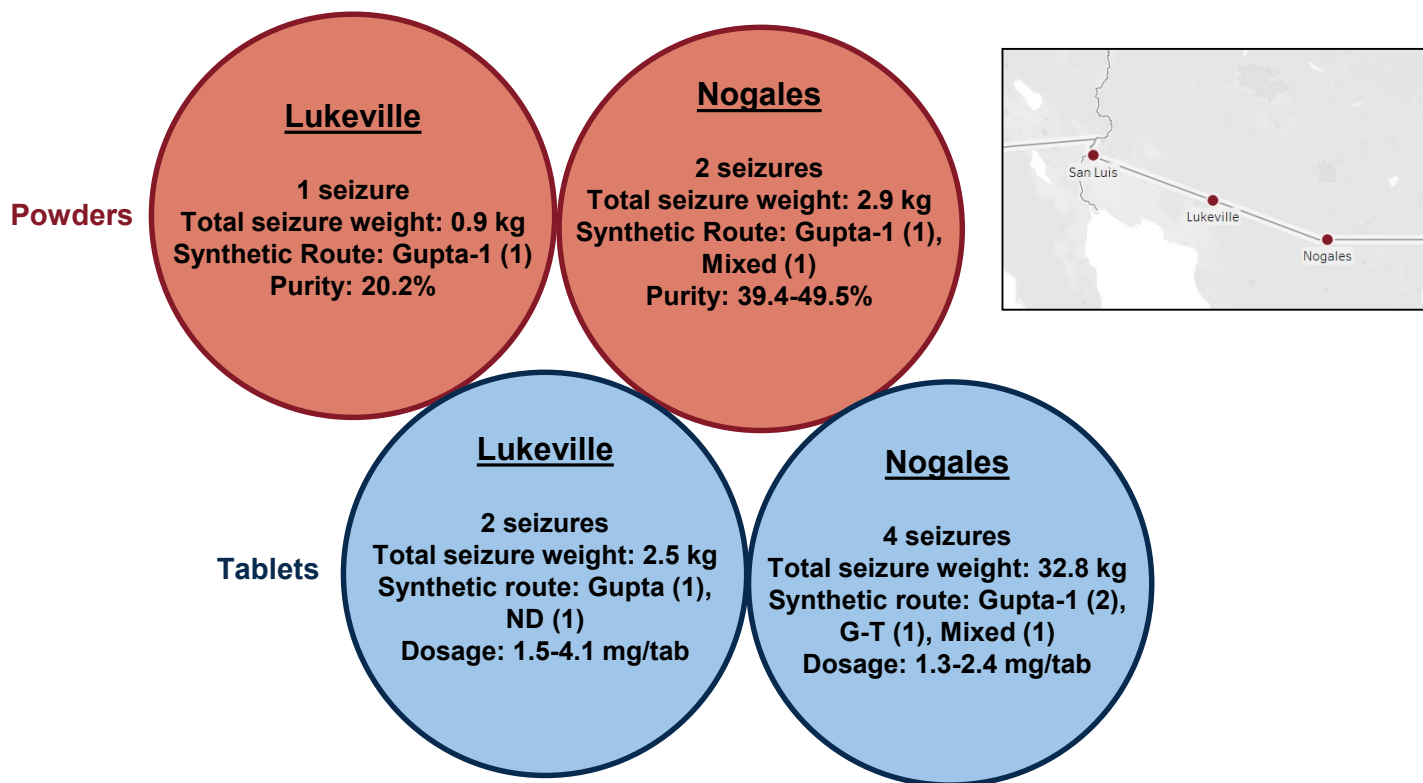 Powders
Lukeville
1 seizure
Total seizure weight: 0.9 kg
Synthetic Route: Gupta-1 (1)
Purity: 20.2%
Nogales
2 seizures
Total seizure weight: 2.9 kg
Synthetic Route: Gupta-1 (1),
Mixed (1)
Purity: 39.4-49.5%
San Luis
Lukeville
Nogales
Tablets
Lukeville
2 seizures
Total seizure weight: 2.5 kg
Synthetic route: Gupta (1),
ND (1)
Dosage: 1.5-4.1 mg/tab
Nogales
4 seizures
Total seizure weight: 32.8 kg
Synthetic route: Gupta-1 (2),
G-T (1), Mixed (1)
Dosage: 1.3-2.4 mg/tab